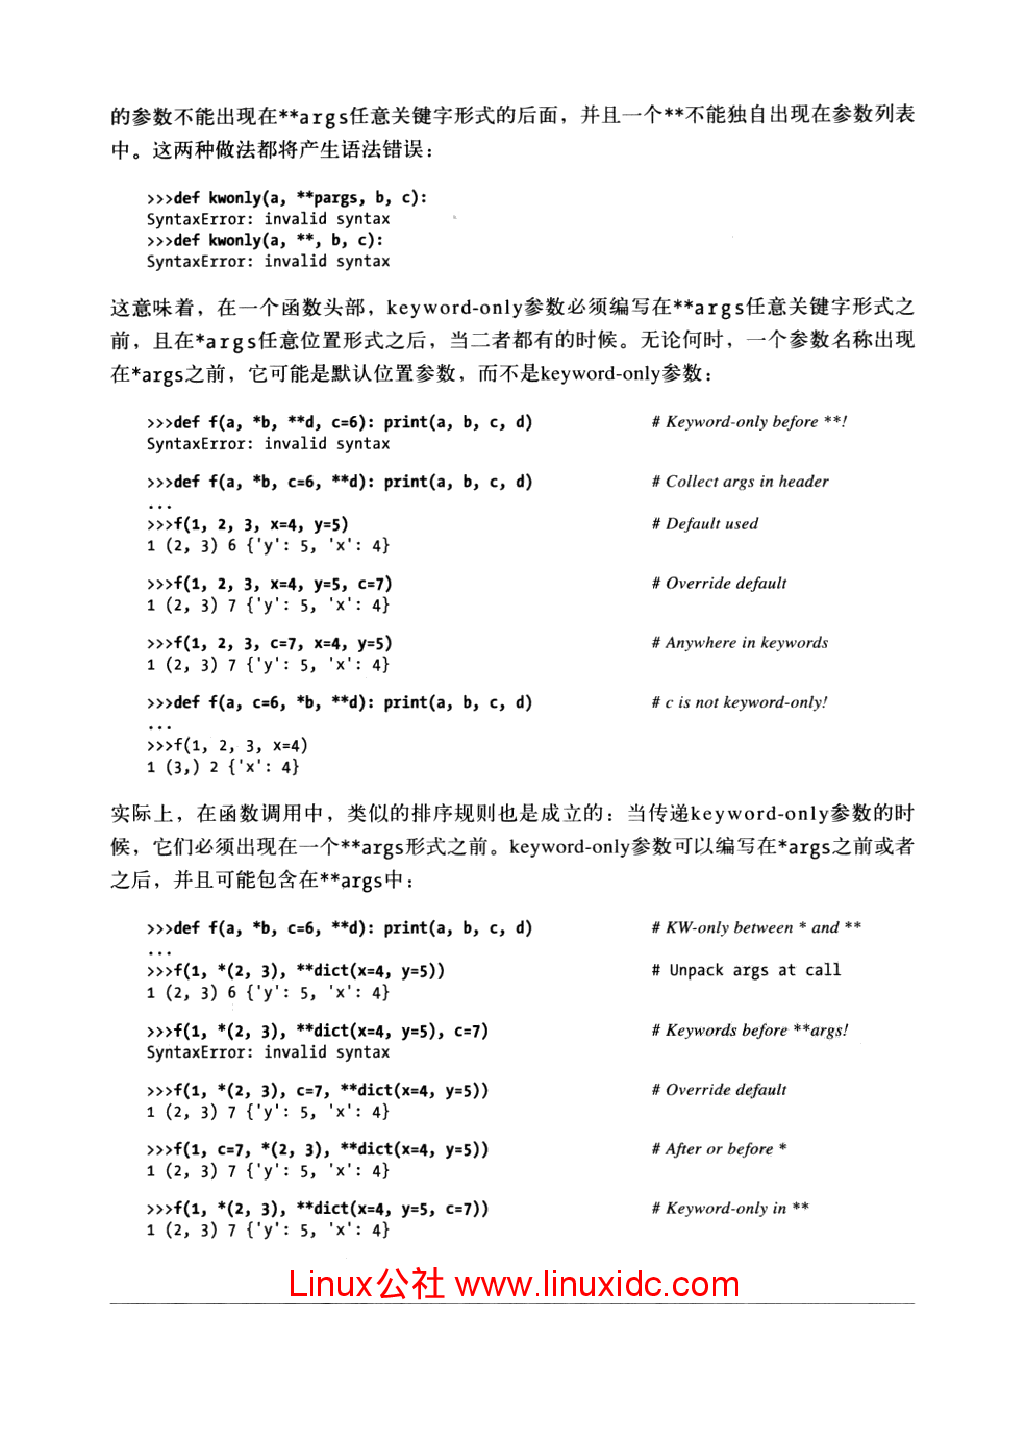 的参数不能出现在**args任意关键字形式的后面，并且一个**不能独自出现在参数列表
中。这两种做法都将产生语法错误：
>>>def kwonly(a, **pargs, b, c):
SyntaxError: invalid syntax
>>>def kwonly(a, **, b, c):
SyntaxError: invalid syntax
这意味着，在一个函数头部，keyword-only参数必须编写在**args任意关键字形式之
前，且在*args任意位置形式之后，当二者都有的时候。无论何时，一个参数名称出现
在*args之前，它可能是默认位置参数，而不是keyword-only参数：
>>>def f(a, *b, **d, c=6): print(a, b, c, d) # Keyword-only before **!
SyntaxError: invalid syntax
>>>def f(a, *b, c=6, **d): print(a, b, c, d) # Collect args in header
...
>>>f(1, 2, 3, x=4, y=5) # Default used
1 (2, 3) 6 {'y': 5, 'x': 4}
>>>f(1, 2, 3, x=4, y=5, c=7) # Override default
1 (2, 3) 7 {'y': 5, 'x': 4}
>>>f(1, 2, 3, c=7, x=4, y=5) # Anywhere in keywords
1 (2, 3) 7 {'y': 5, 'x': 4}
>>>def f(a, c=6, *b, **d): print(a, b, c, d) # c is not keyword-only!
...
>>>f(1, 2, 3, x=4)
1 (3,) 2 {'x': 4}
实际上，在函数调用中，类似的排序规则也是成立的：当传递keyword-only参数的时
候，它们必须出现在一个**args形式之前。keyword-only参数可以编写在*args之前或者
之后，并且可能包含在**args中：
>>>def f(a, *b, c=6, **d): print(a, b, c, d) # KW-only between * and **
...
>>>f(1, *(2, 3), **dict(x=4, y=5)) # Unpack args at call
1 (2, 3) 6 {'y': 5, 'x': 4}
>>>f(1, *(2, 3), **dict(x=4, y=5), c=7) # Keywords before **args!
SyntaxError: invalid syntax
>>>f(1, *(2, 3), c=7, **dict(x=4, y=5)) # Override default
1 (2, 3) 7 {'y': 5, 'x': 4}
>>>f(1, c=7, *(2, 3), **dict(x=4, y=5)) # After or before *
1 (2, 3) 7 {'y': 5, 'x': 4}
>>>f(1, *(2, 3), **dict(x=4, y=5, c=7)) # Keyword-only in **
1 (2, 3) 7 {'y': 5, 'x': 4}
Linux公社 www.linuxidc.com